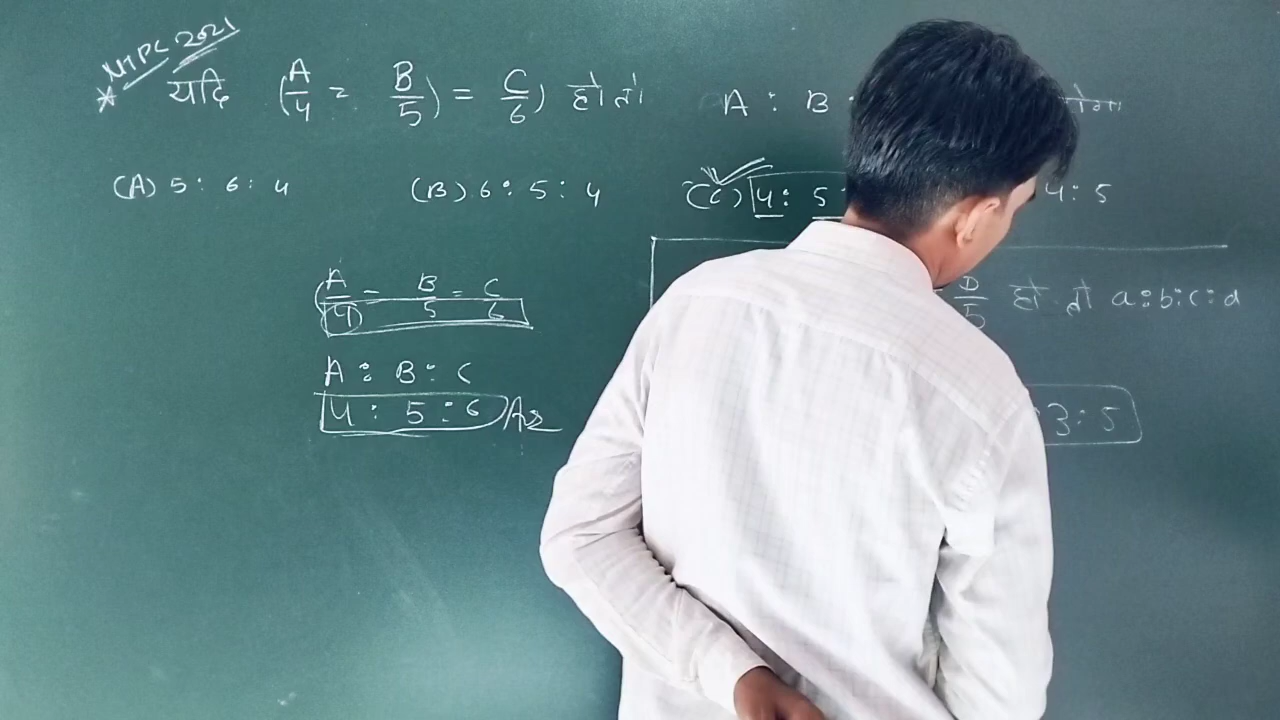 * NTPC 2021
यदि (A/4 = B/5) = C/6) हो तो A : B
(A) 5 : 6 : 4 (B) 6 : 5 : 4 (C) 4 : 5 : 4 : 5
(A/4 = B/5 = C/6
D/5 हो तो a : b : c : d
A : B : C
4 : 5 : 6 Ans
: 3 : 5